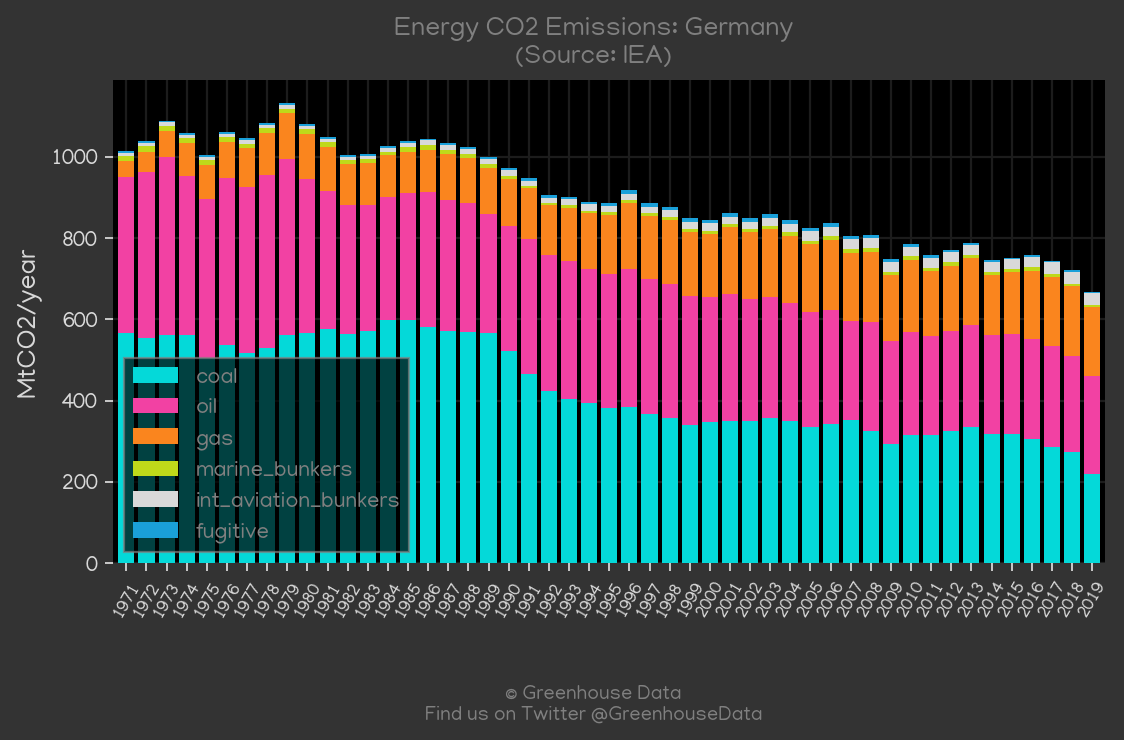 Energy CO2 Emissions: Germany
(Source: IEA)
MtCO2/year
1000
800
600
400
200
0
coal
oil
gas
marine_bunkers
int_aviation_bunkers
fugitive
1971 1972 1973 1974 1975 1976 1977 1978 1979 1980 1981 1982 1983 1984 1985 1986 1987 1988 1989 1990 1991 1992 1993 1994 1995 1996 1997 1998 1999 2000 2001 2002 2003 2004 2005 2006 2007 2008 2009 2010 2011 2012 2013 2014 2015 2016 2017 2018 2019
© Greenhouse Data
Find us on Twitter @GreenhouseData